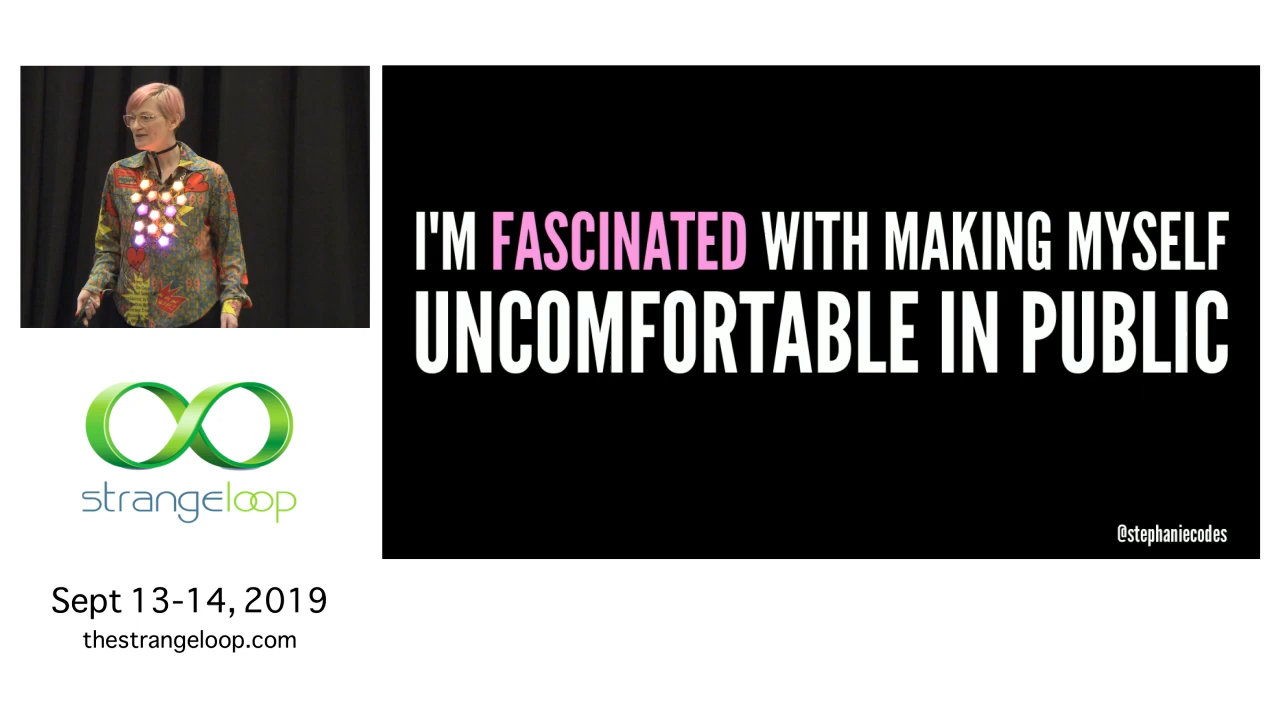 I'M FASCINATED WITH MAKING MYSELF
UNCOMFORTABLE IN PUBLIC
@stephaniecodes
strangeloop
Sept 13-14, 2019
thestrangeloop.com